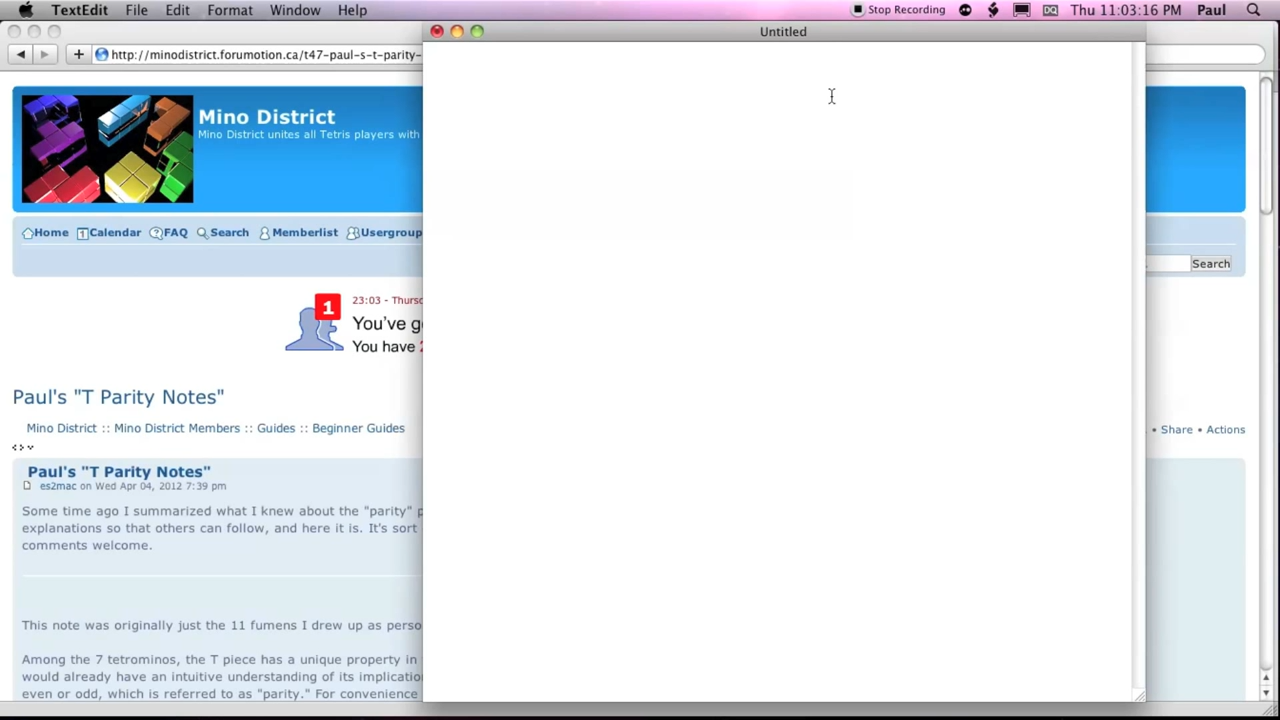 TextEdit File Edit Format Window Help
Stop Recording
Thu 11:03:16 PM Paul
Untitled
http://minodistrict.forumotion.ca/t47-paul-s-t-parity-
Mino District
Mino District unites all Tetris players with
Home Calendar FAQ Search Memberlist Usergroup
Search
1
23:03 - Thursd
You've g
You have 2
Paul's "T Parity Notes"
Mino District :: Mino District Members :: Guides :: Beginner Guides
• Share • Actions
Paul's "T Parity Notes"
es2mac on Wed Apr 04, 2012 7:39 pm
Some time ago I summarized what I knew about the "parity" p
explanations so that others can follow, and here it is. It's sort
comments welcome.
This note was originally just the 11 fumens I drew up as perso
Among the 7 tetrominos, the T piece has a unique property in
would already have an intuitive understanding of its implication
even or odd, which is referred to as "parity." For convenience